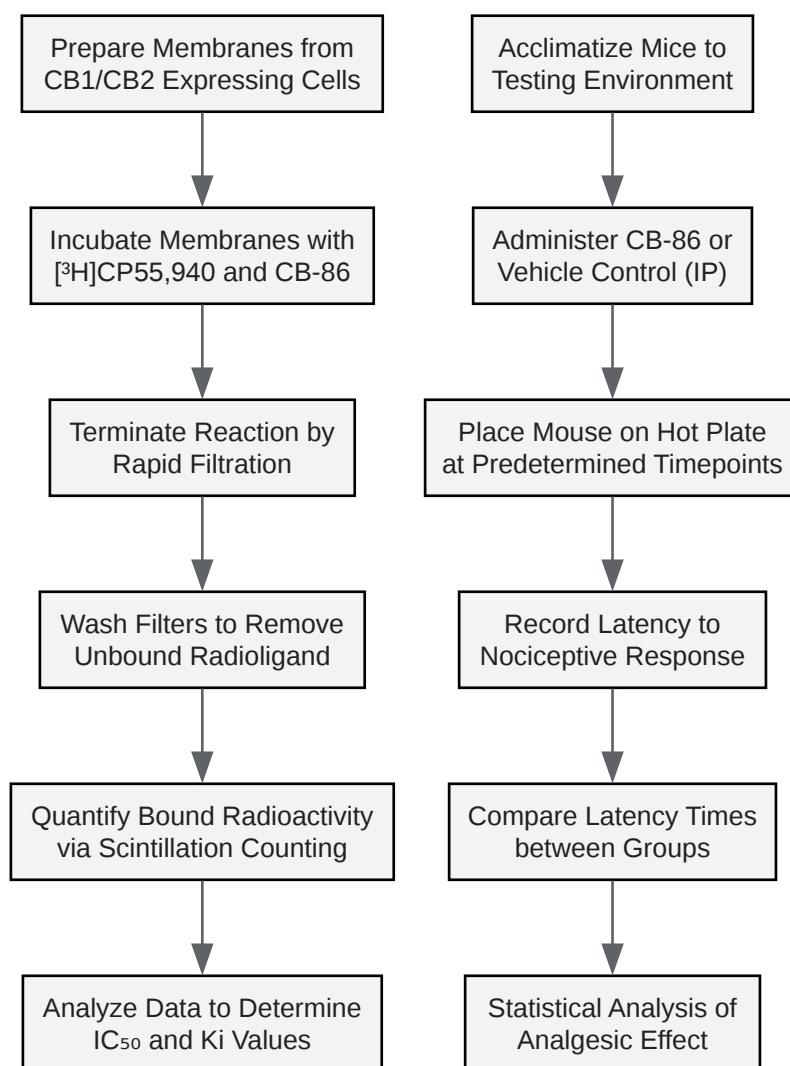 Prepare Membranes from
CB1/CB2 Expressing Cells
Incubate Membranes with
[³H]CP55,940 and CB-86
Terminate Reaction by
Rapid Filtration
Wash Filters to Remove
Unbound Radioligand
Quantify Bound Radioactivity
via Scintillation Counting
Analyze Data to Determine
IC₅₀ and Ki Values
Acclimatize Mice to
Testing Environment
Administer CB-86 or
Vehicle Control (IP)
Place Mouse on Hot Plate
at Predetermined Timepoints
Record Latency to
Nociceptive Response
Compare Latency Times
between Groups
Statistical Analysis of
Analgesic Effect